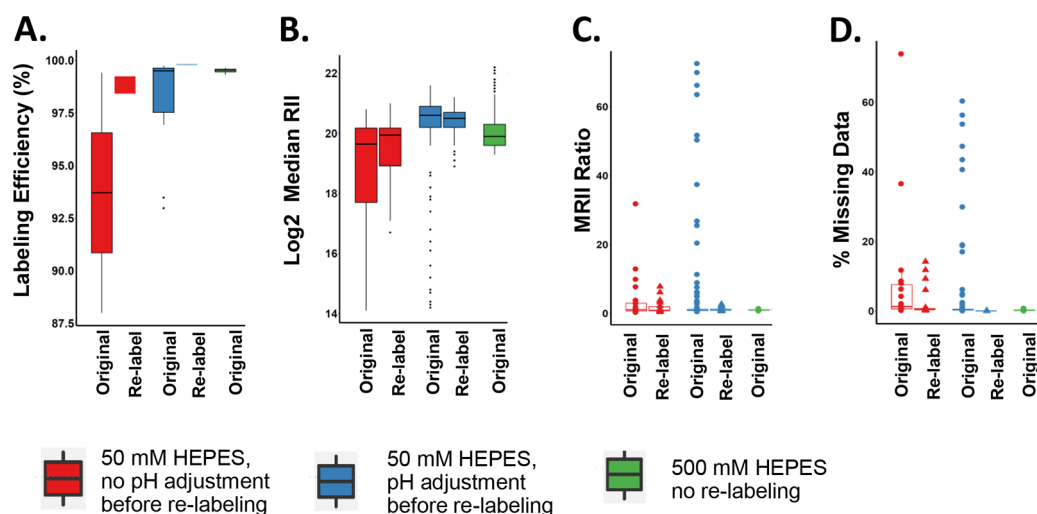 A.
Labeling Efficiency (%)
100.0
97.5
95.0
92.5
90.0
87.5
Original
Re-label
Original
Re-label
Original
B.
Log2 Median RII
22
20
18
16
14
Original
Re-label
Original
Re-label
Original
C.
MRII Ratio
60
40
20
0
Original
Re-label
Original
Re-label
Original
D.
% Missing Data
60
40
20
0
Original
Re-label
Original
Re-label
Original
50 mM HEPES,
no pH adjustment
before re-labeling
50 mM HEPES,
pH adjustment
before re-labeling
500 mM HEPES
no re-labeling